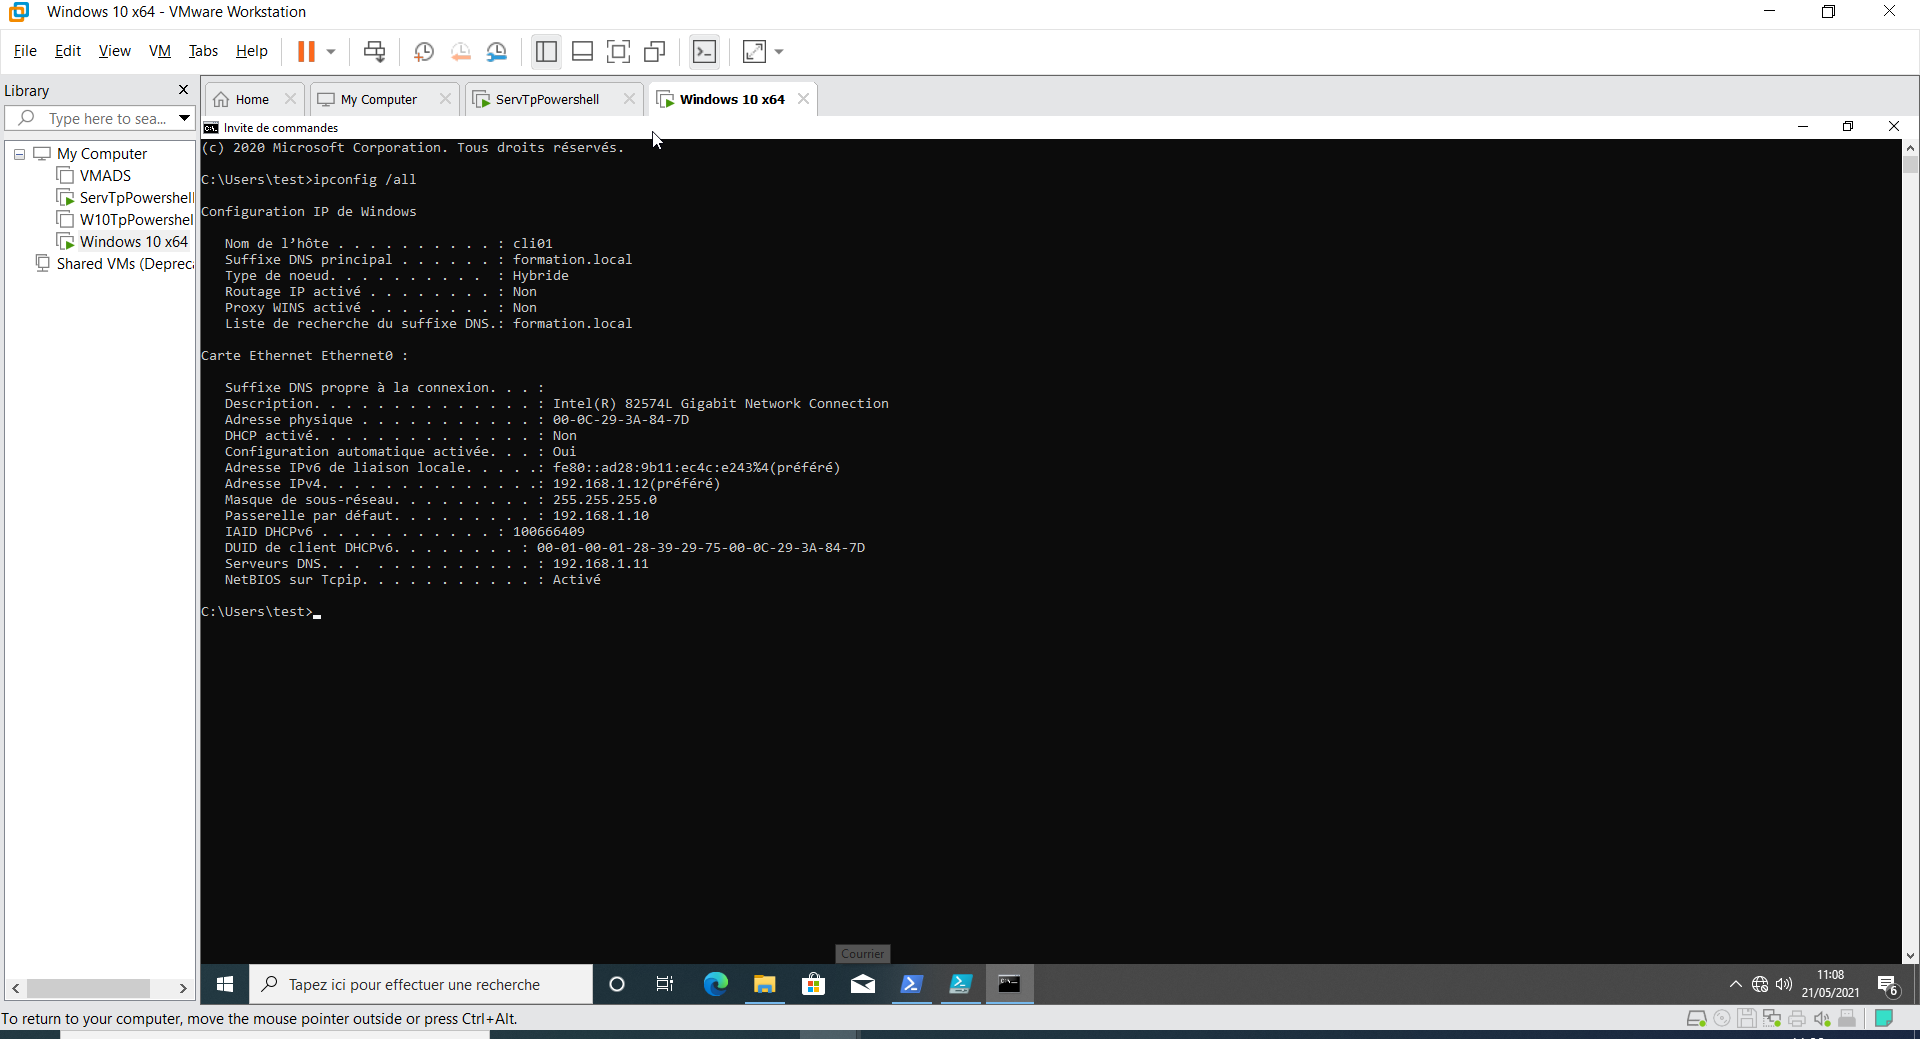 Windows 10 x64 - VMware Workstation
File Edit View VM Tabs Help
Library
Type here to sea...
My Computer
VMADS
ServTpPowershell
W10TpPowershel
Windows 10 x64
Shared VMs (Depreca
Home
My Computer
ServTpPowershell
Windows 10 x64
Invite de commandes
(c) 2020 Microsoft Corporation. Tous droits réservés.
C:\Users\test>ipconfig /all
Configuration IP de Windows
Nom de l’hôte . . . . . . . . . . : cli01
Suffixe DNS principal . . . . . . : formation.local
Type de noeud. . . . . . . . . .  : Hybride
Routage IP activé . . . . . . . . : Non
Proxy WINS activé . . . . . . . . : Non
Liste de recherche du suffixe DNS.: formation.local
Carte Ethernet Ethernet0 :
Suffixe DNS propre à la connexion. . . :
Description. . . . . . . . . . . . . . : Intel(R) 82574L Gigabit Network Connection
Adresse physique . . . . . . . . . . . : 00-0C-29-3A-84-7D
DHCP activé. . . . . . . . . . . . . . : Non
Configuration automatique activée. . . : Oui
Adresse IPv6 de liaison locale. . . . .: fe80::ad28:9b11:ec4c:e243%4(préféré)
Adresse IPv4. . . . . . . . . . . . . .: 192.168.1.12(préféré)
Masque de sous-réseau. . . . . . . . . : 255.255.255.0
Passerelle par défaut. . . . . . . . . : 192.168.1.10
IAID DHCPv6 . . . . . . . . . . . : 100666409
DUID de client DHCPv6. . . . . . . . : 00-01-00-01-28-39-29-75-00-0C-29-3A-84-7D
Serveurs DNS. . .  . . . . . . . . . . : 192.168.1.11
NetBIOS sur Tcpip. . . . . . . . . . . : Activé
C:\Users\test>
Courrier
Tapez ici pour effectuer une recherche
11:08
21/05/2021
6
To return to your computer, move the mouse pointer outside or press Ctrl+Alt.